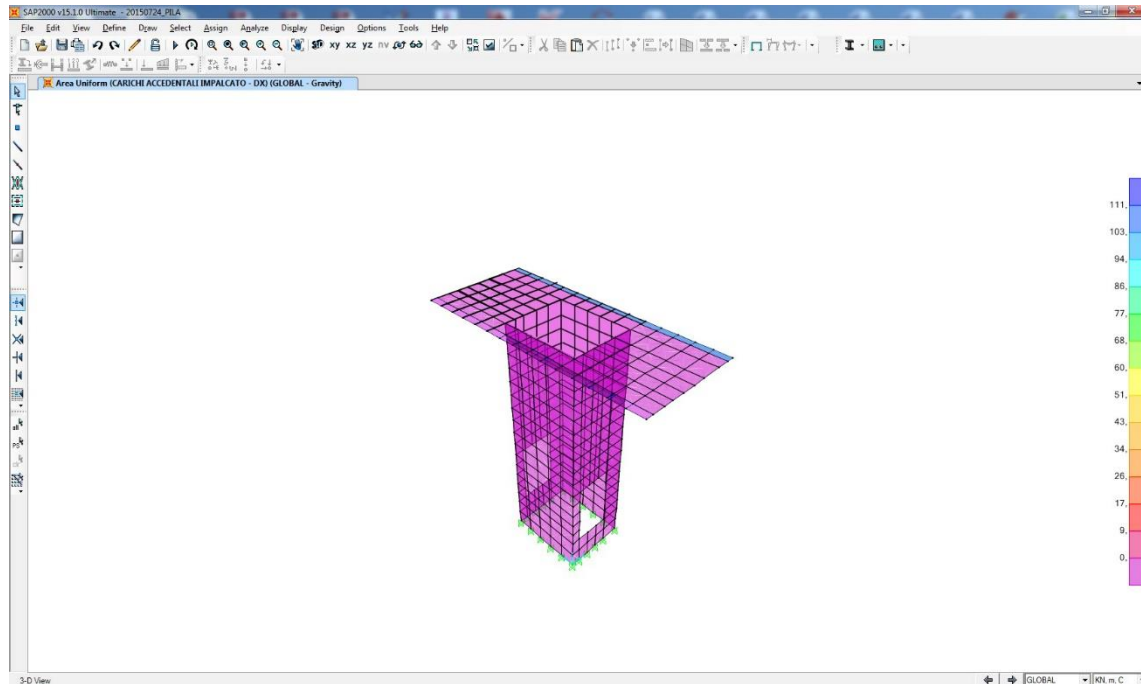 SAP2000 v15.1.0 Ultimate - 20150724_PILA
File Edit View Define Draw Select Assign Analyze Display Design Options Tools Help
xy xz yz nv
Area Uniform (CARICHI ACCEDENTALI IMPALCATO - DX) (GLOBAL - Gravity)
111,
103,
94,
86,
77,
68,
60,
51,
43,
34,
26,
17,
9,
0,
3-D View
GLOBAL
KN, m, C